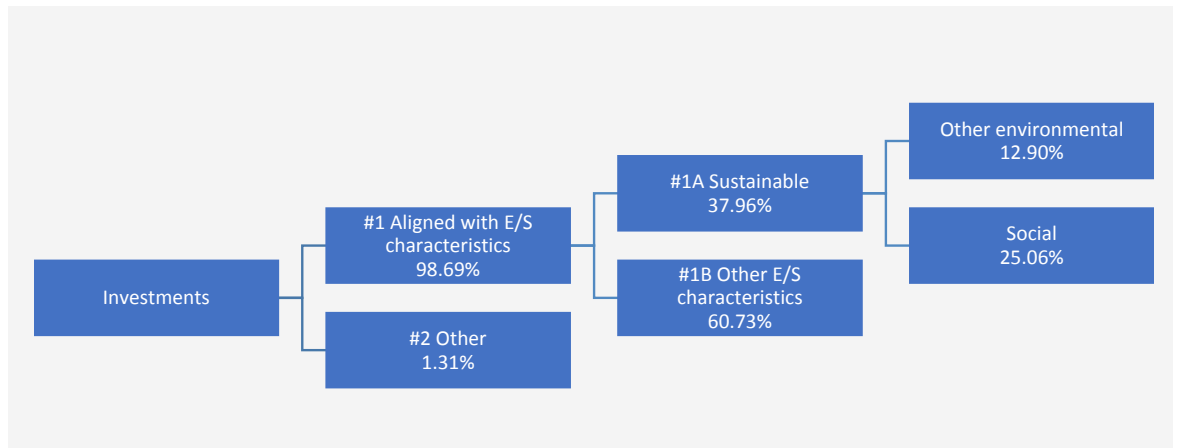 Investments
#1 Aligned with E/S
characteristics
98.69%
#2 Other
1.31%
#1A Sustainable
37.96%
#1B Other E/S
characteristics
60.73%
Other environmental
12.90%
Social
25.06%